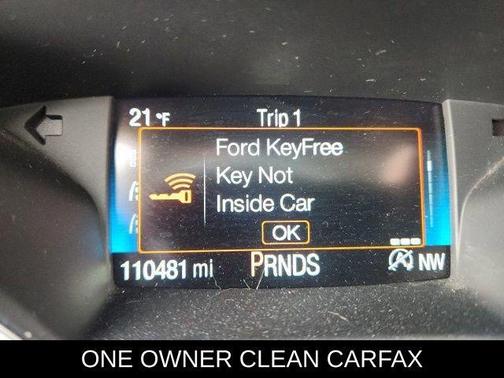 21 °F Trip 1
Ford KeyFree
Key Not
Inside Car
OK
110481 mi PRNDS NW
ONE OWNER CLEAN CARFAX